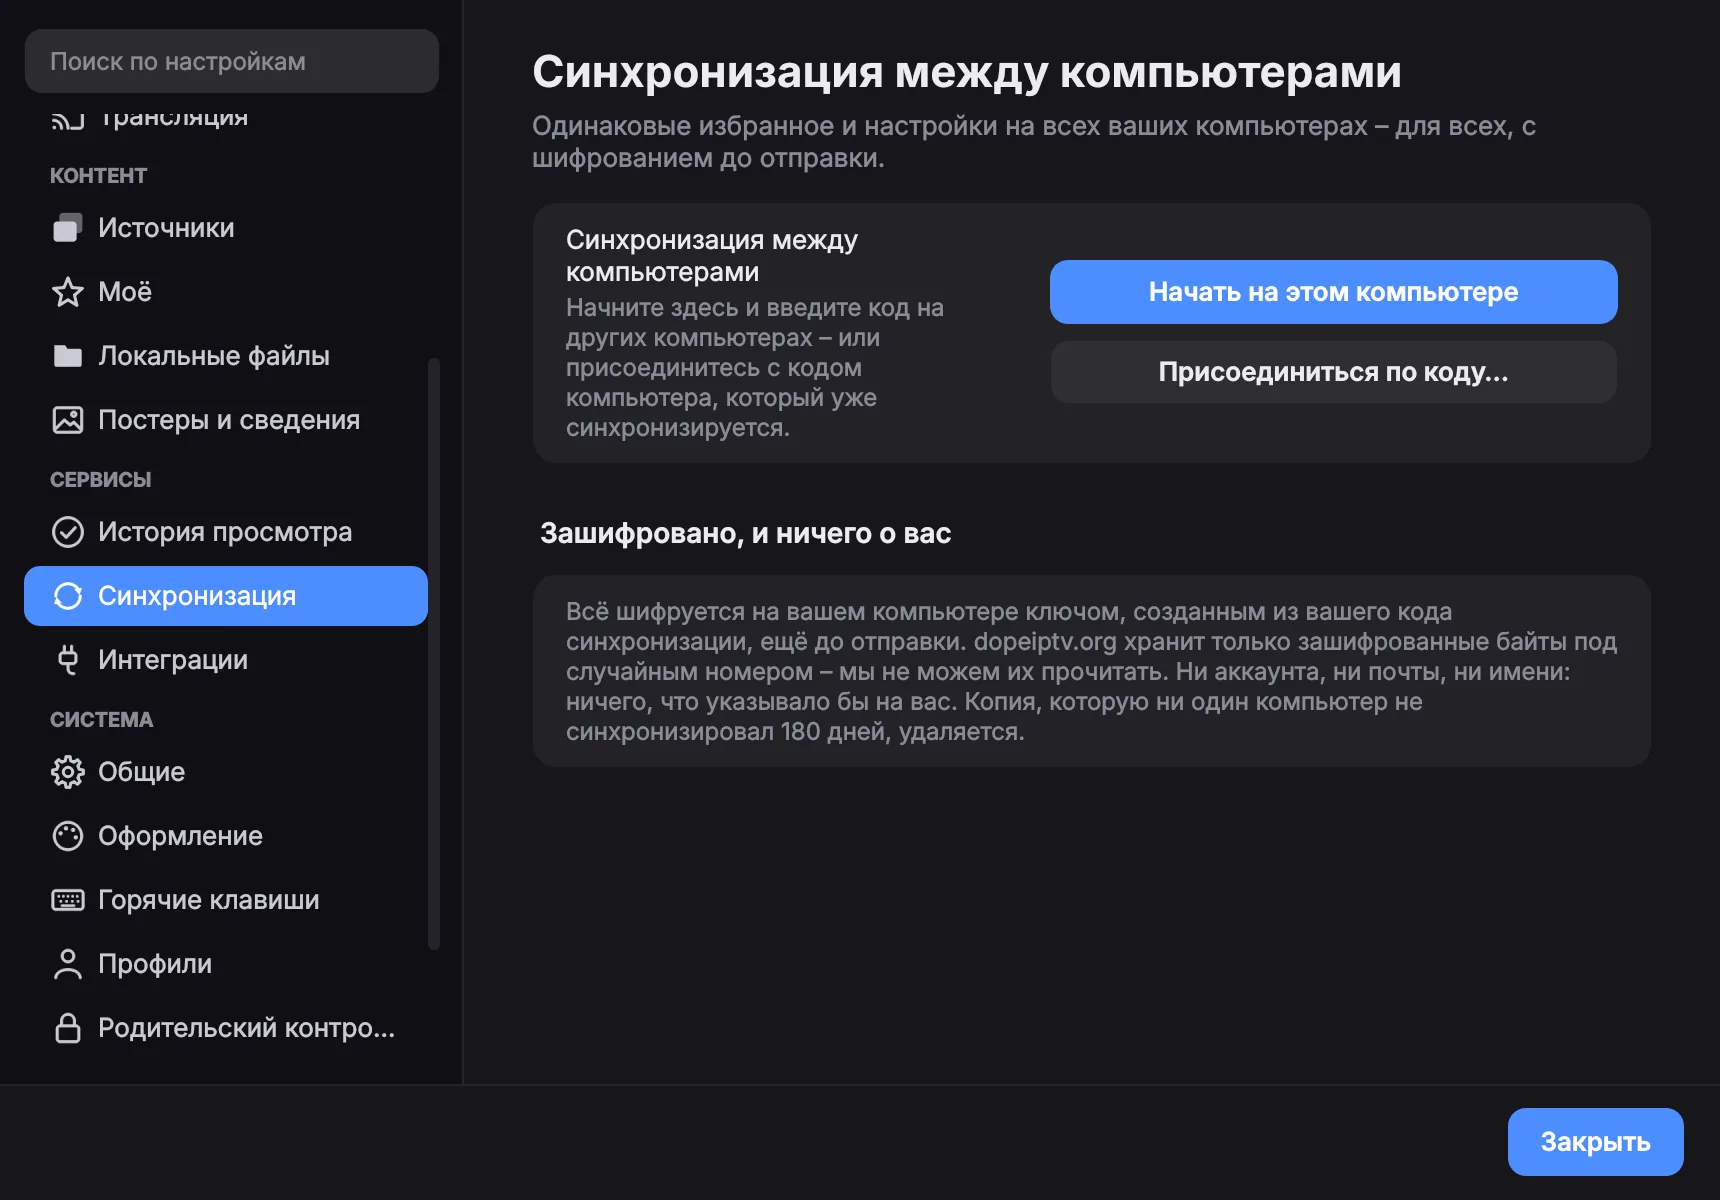 Поиск по настройкам
Трансляция
КОНТЕНТ
Источники
Моё
Локальные файлы
Постеры и сведения
СЕРВИСЫ
История просмотра
Синхронизация
Интеграции
СИСТЕМА
Общие
Оформление
Горячие клавиши
Профили
Родительский контро...
Синхронизация между компьютерами
Одинаковые избранное и настройки на всех ваших компьютерах – для всех, с
шифрованием до отправки.
Синхронизация между
компьютерами
Начните здесь и введите код на
других компьютерах – или
присоединитесь с кодом
компьютера, который уже
синхронизируется.
Начать на этом компьютере
Присоединиться по коду...
Зашифровано, и ничего о вас
Всё шифруется на вашем компьютере ключом, созданным из вашего кода
синхронизации, ещё до отправки. dopeiptv.org хранит только зашифрованные байты под
случайным номером – мы не можем их прочитать. Ни аккаунта, ни почты, ни имени:
ничего, что указывало бы на вас. Копия, которую ни один компьютер не
синхронизировал 180 дней, удаляется.
Закрыть